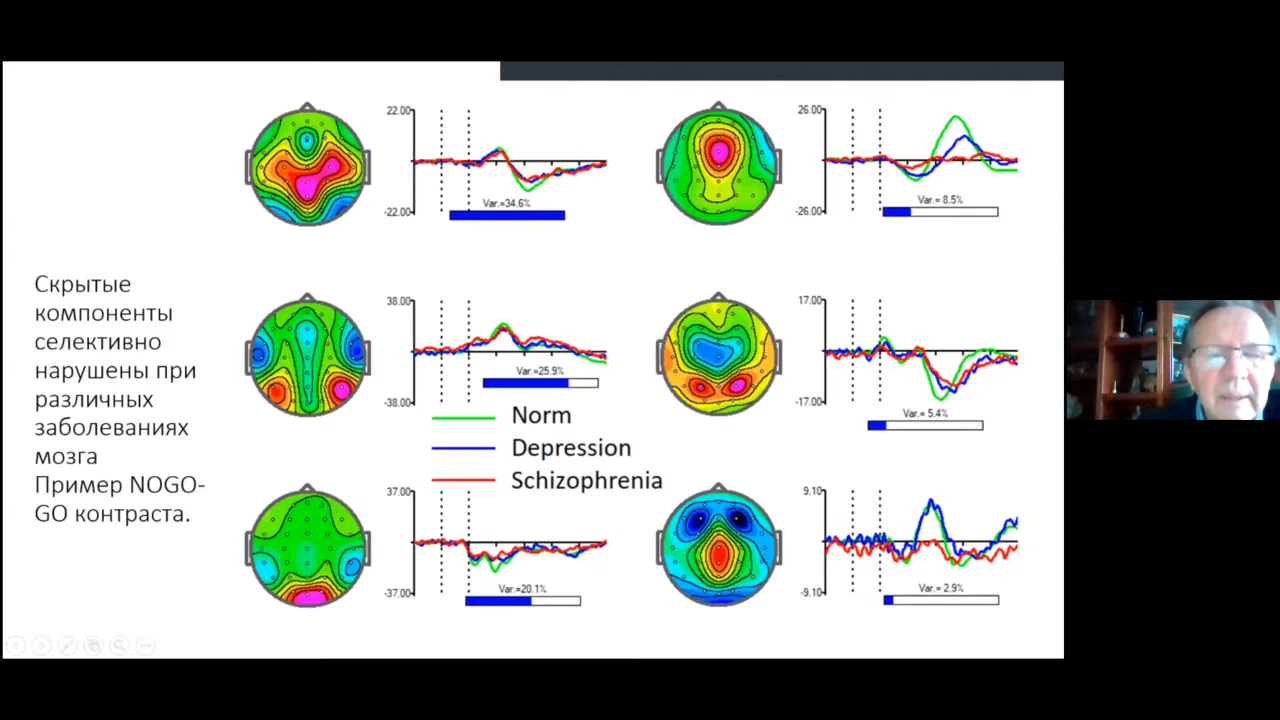 Скрытые
компоненты
селективно
нарушены при
различных
заболеваниях
мозга
Пример NOGO-
GO контраста.
22.00
-22.00
Var.=34.6%
26.00
-26.00
Var.= 8.5%
38.00
-38.00
Var.=25.9%
17.00
-17.00
Var.= 5.4%
Norm
Depression
Schizophrenia
37.00
-37.00
Var.=20.1%
9.10
-9.10
Var.= 2.9%